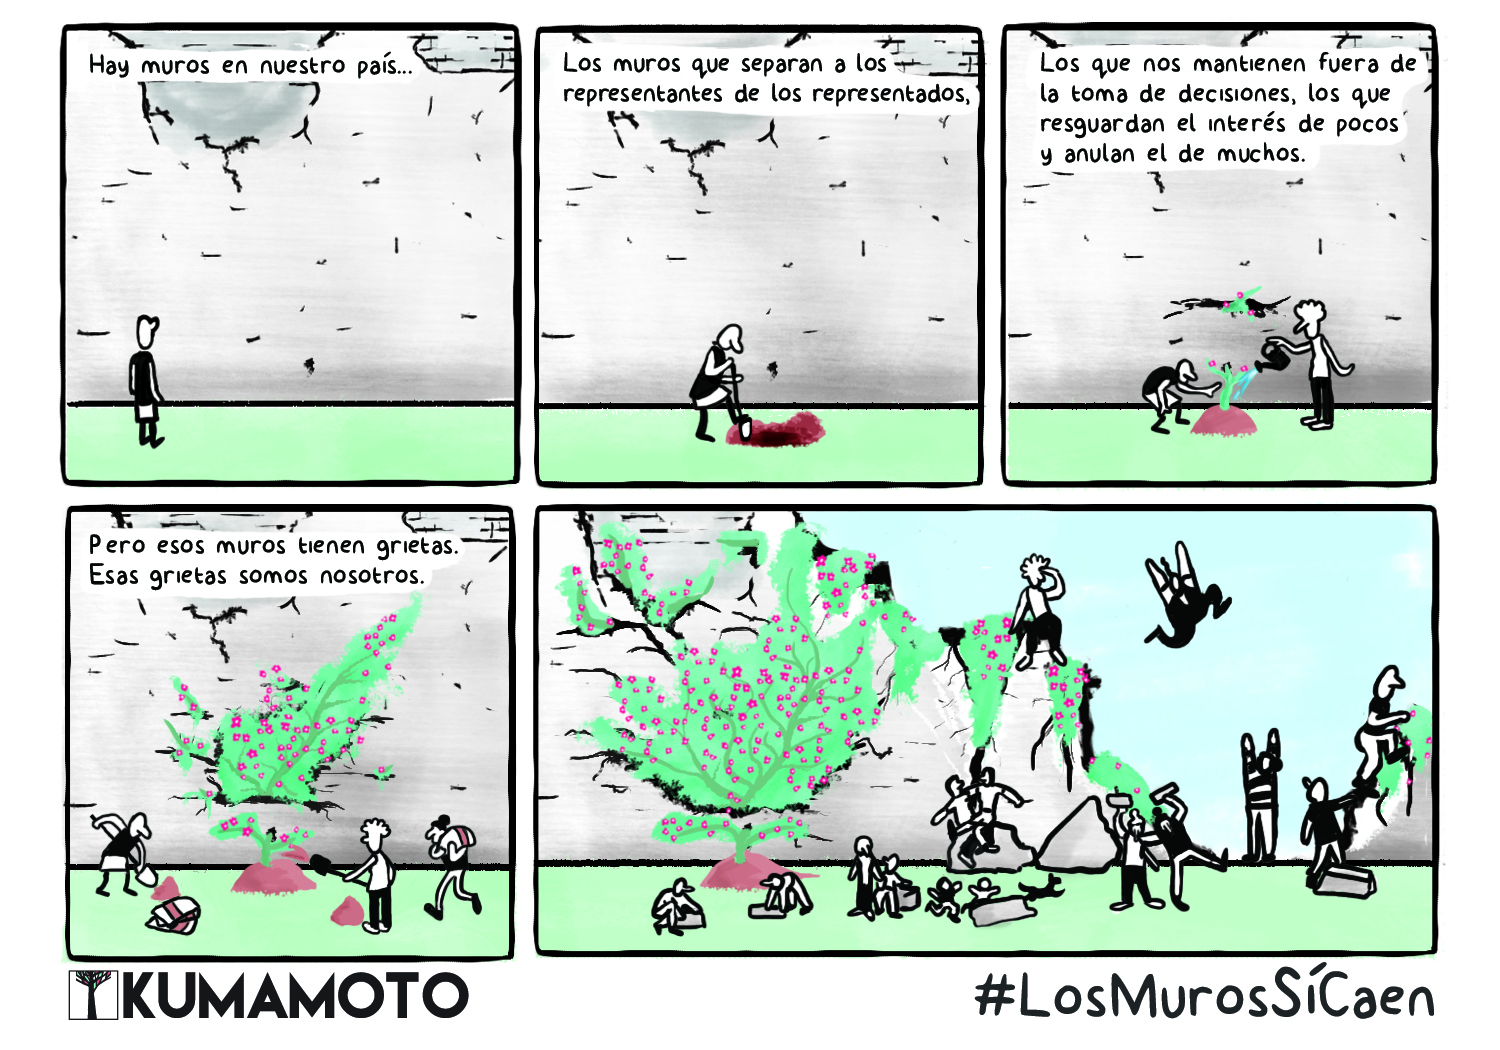 Hay muros en nuestro país...
Los muros que separan a los
representantes de los representados,
Los que nos mantienen fuera de
la toma de decisiones, los que
resguardan el interés de pocos
y anulan el de muchos.
Pero esos muros tienen grietas.
Esas grietas somos nosotros.
KUMAMOTO
#LosMurosSíCaen